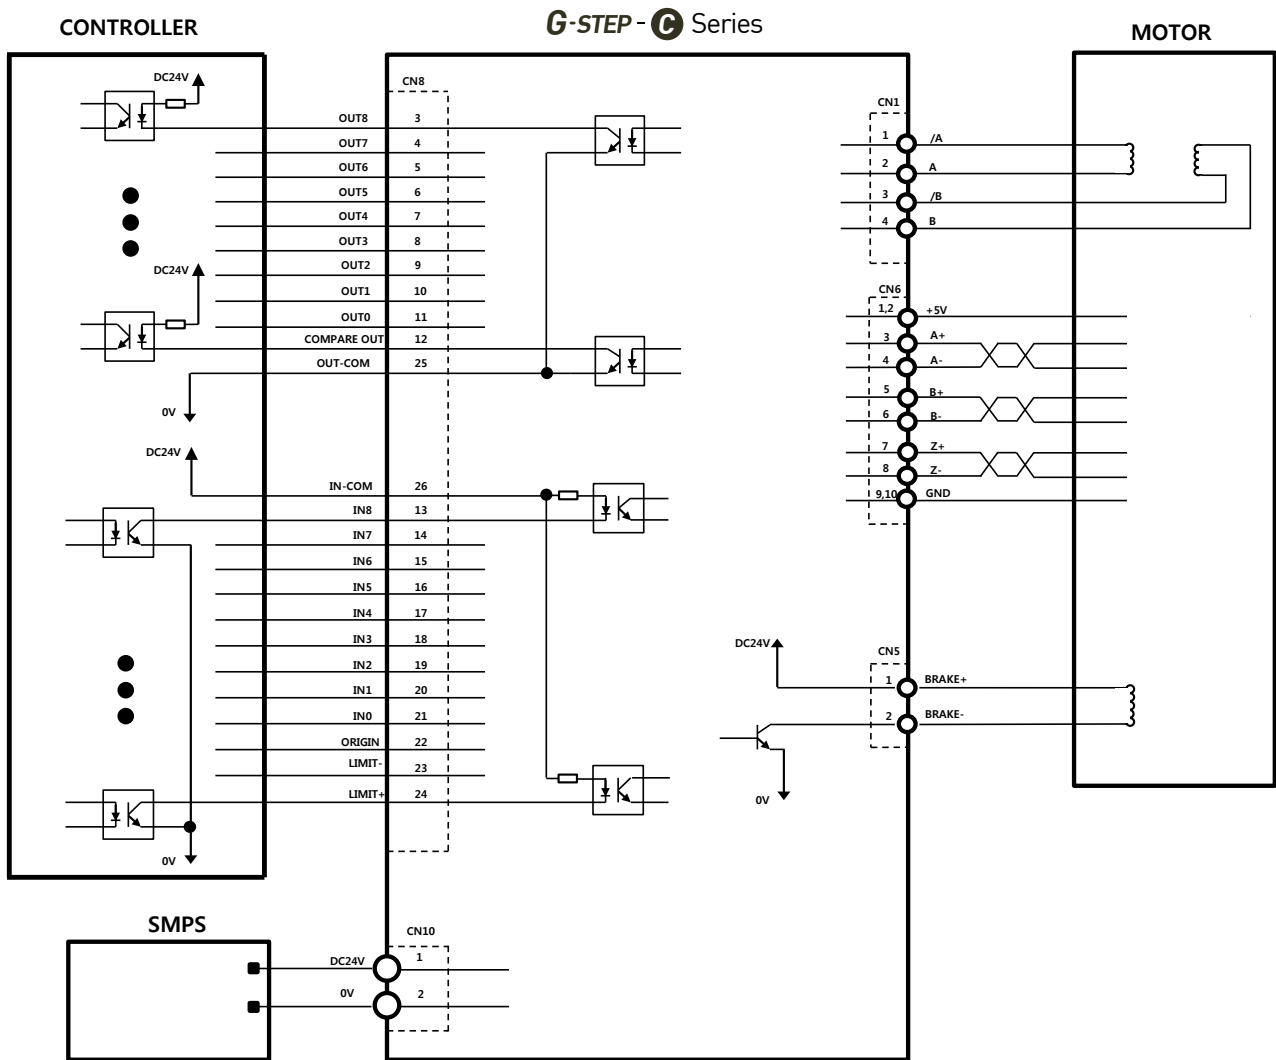 CONTROLLER
G-STEP - C Series
MOTOR
DC24V
CN8
OUT8 3
OUT7 4
OUT6 5
OUT5 6
OUT4 7
OUT3 8
DC24V
OUT2 9
OUT1 10
OUT0 11
COMPARE OUT 12
OUT-COM 25
0V
DC24V
IN-COM 26
IN8 13
IN7 14
IN6 15
IN5 16
IN4 17
IN3 18
IN2 19
IN1 20
IN0 21
ORIGIN 22
LIMIT- 23
LIMIT+ 24
0V
CN1
1 /A
2 A
3 /B
4 B
CN6
1,2 +5V
3 A+
4 A-
5 B+
6 B-
7 Z+
8 Z-
9,10 GND
DC24V
CN5
1 BRAKE+
2 BRAKE-
0V
SMPS
CN10
DC24V 1
0V 2